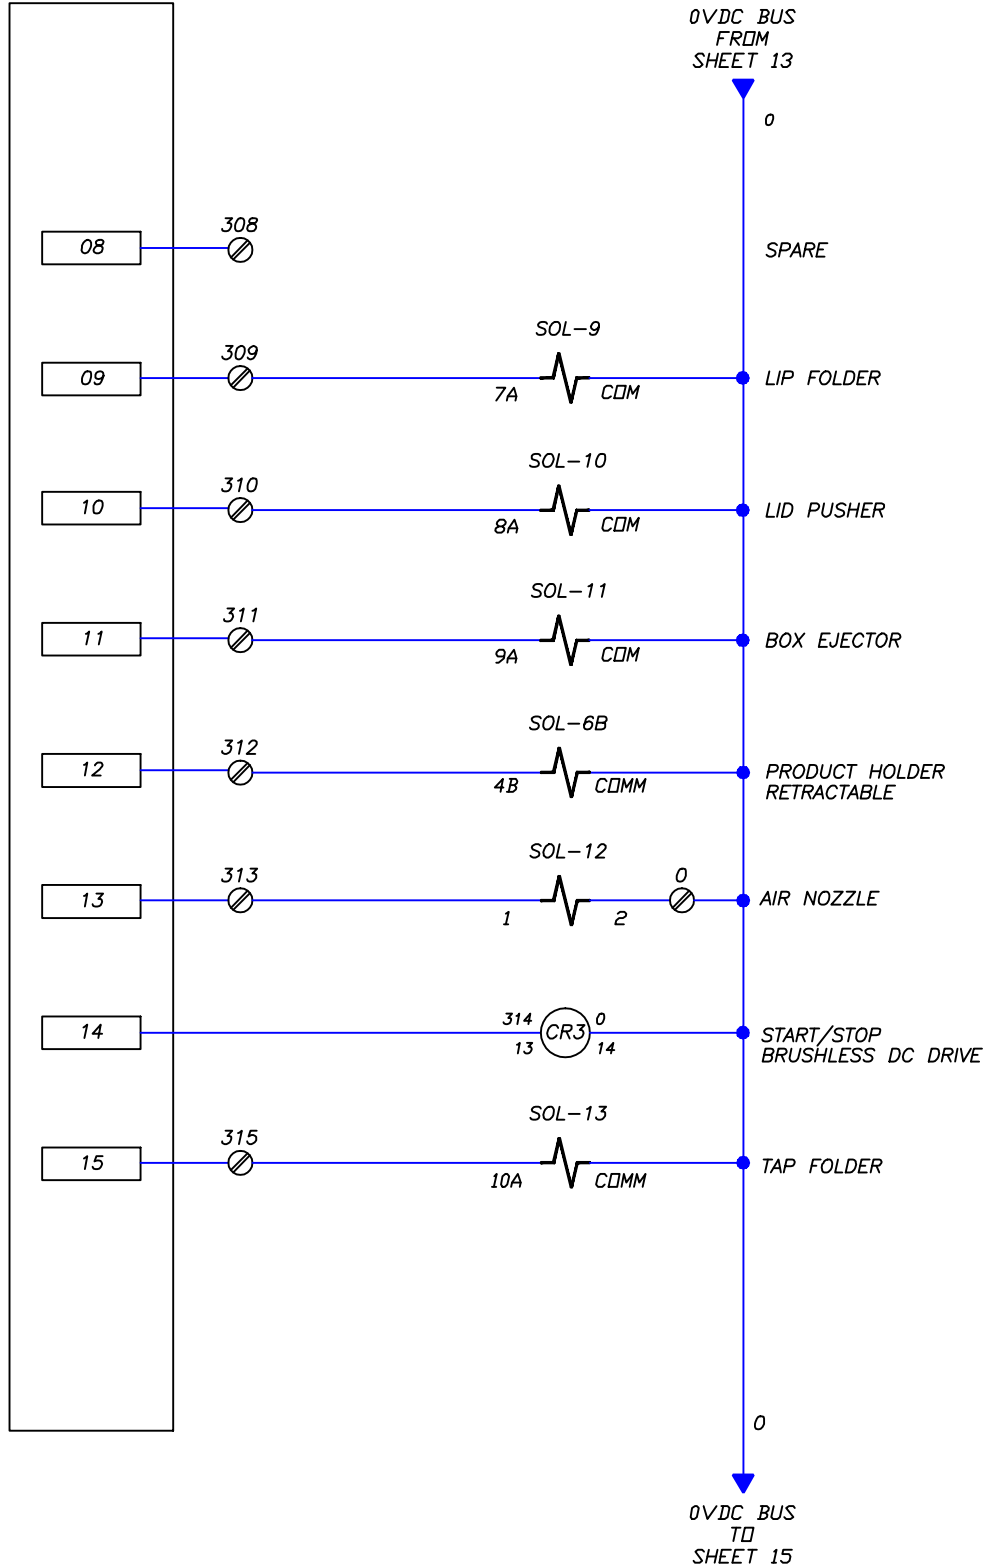 0VDC BUS
FROM
SHEET 13
0
308
08
SPARE
SOL-9
309
09
7A
COM
LIP FOLDER
SOL-10
310
10
8A
COM
LID PUSHER
SOL-11
311
11
9A
COM
BOX EJECTOR
SOL-6B
312
12
4B
COMM
PRODUCT HOLDER
RETRACTABLE
SOL-12
313
0
13
1
2
AIR NOZZLE
314
0
14
CR3
13
14
START/STOP
BRUSHLESS DC DRIVE
SOL-13
315
15
10A
COMM
TAP FOLDER
0
0VDC BUS
TO
SHEET 15